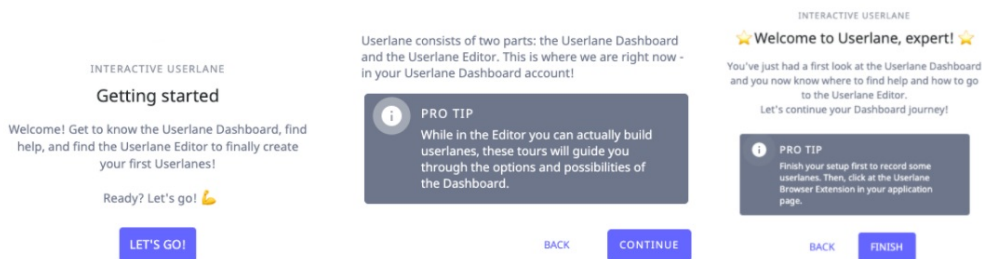 INTERACTIVE USERLANE
Getting started
Welcome! Get to know the Userlane Dashboard, find
help, and find the Userlane Editor to finally create
your first Userlanes!
Ready? Let's go! 💪
LET'S GO!
Userlane consists of two parts: the Userlane Dashboard
and the Userlane Editor. This is where we are right now -
in your Userlane Dashboard account!
PRO TIP
While in the Editor you can actually build
userlanes, these tours will guide you
through the options and possibilities of
the Dashboard.
BACK
CONTINUE
INTERACTIVE USERLANE
⭐Welcome to Userlane, expert! ⭐
You've just had a first look at the Userlane Dashboard
and you now know where to find help and how to go
to the Userlane Editor.
Let's continue your Dashboard journey!
PRO TIP
Finish your setup first to record some
userlanes. Then, click at the Userlane
Browser Extension in your application
page.
BACK
FINISH